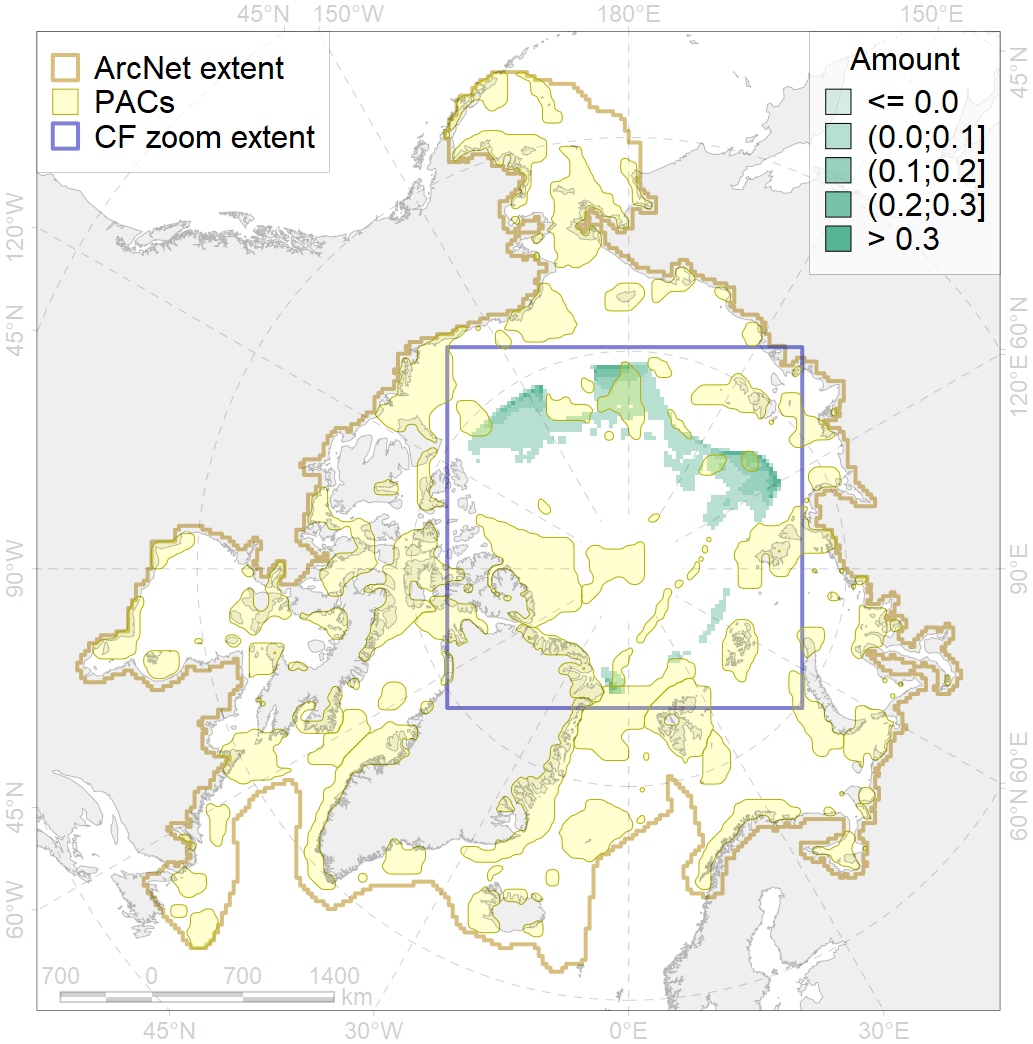 45°N 150°W 180°E 150°E
ArcNet extent
PACs
CF zoom extent
Amount
<= 0.0
(0.0;0.1]
(0.1;0.2]
(0.2;0.3]
> 0.3
45°N
120°W
45°N
90°W
45°N
60°W
60°N
120°E
90°E
60°E
60°N
700 0 700 1400
km
45°N 30°W 0°E 30°E